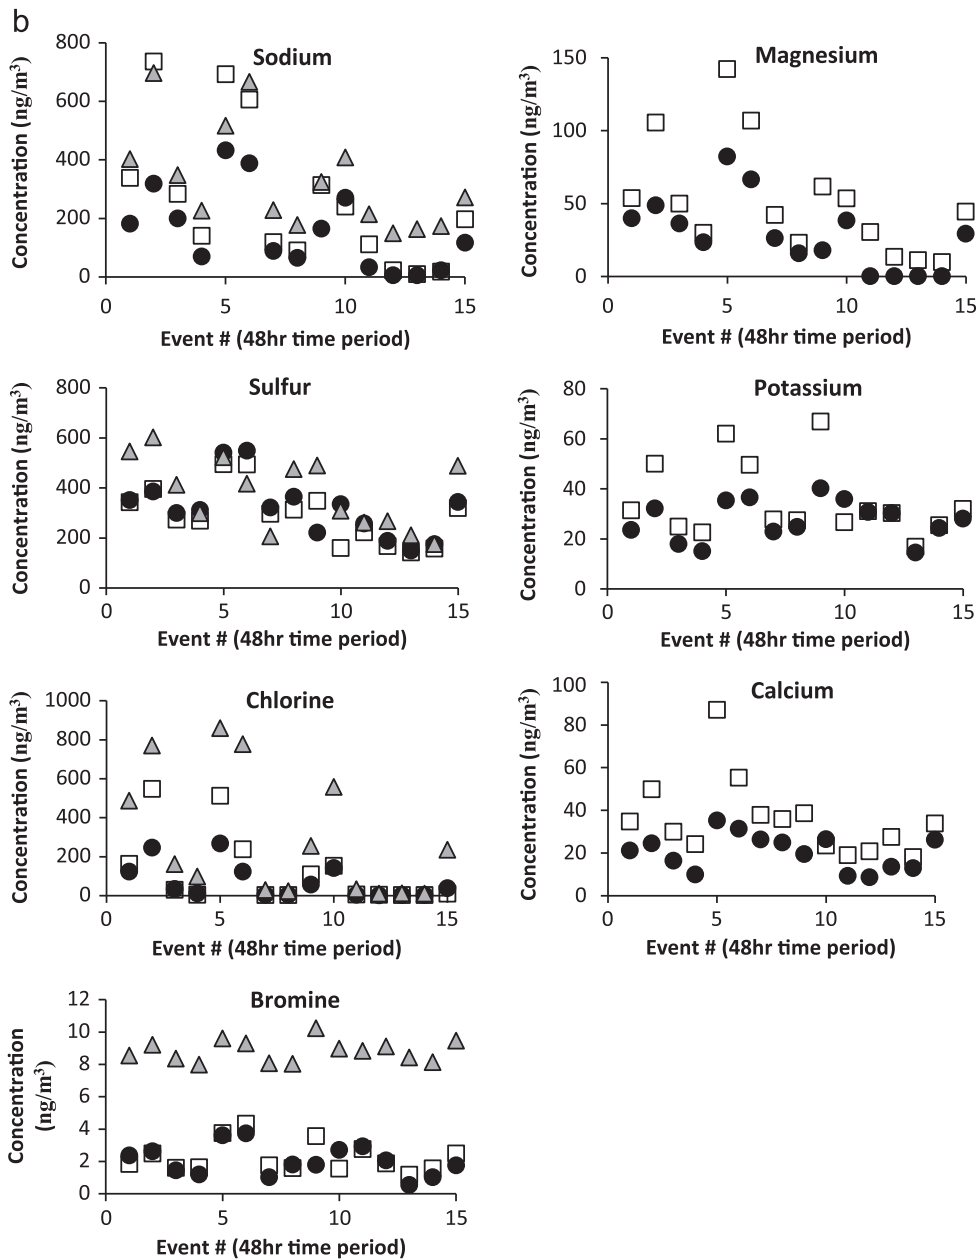 b
Sodium
Concentration (ng/m³)
800
600
400
200
0
0 5 10 15
Event # (48hr time period)
Magnesium
Concentration (ng/m³)
150
100
50
0
0 5 10 15
Event # (48hr time period)
Sulfur
Concentration (ng/m³)
800
600
400
200
0
0 5 10 15
Event # (48hr time period)
Potassium
Concentration (ng/m³)
80
60
40
20
0
0 5 10 15
Event # (48hr time period)
Chlorine
Concentration (ng/m³)
1000
800
600
400
200
0
0 5 10 15
Event # (48hr time period)
Calcium
Concentration (ng/m³)
100
80
60
40
20
0
0 5 10 15
Event # (48hr time period)
Bromine
Concentration
(ng/m³)
12
10
8
6
4
2
0
0 5 10 15
Event # (48hr time period)